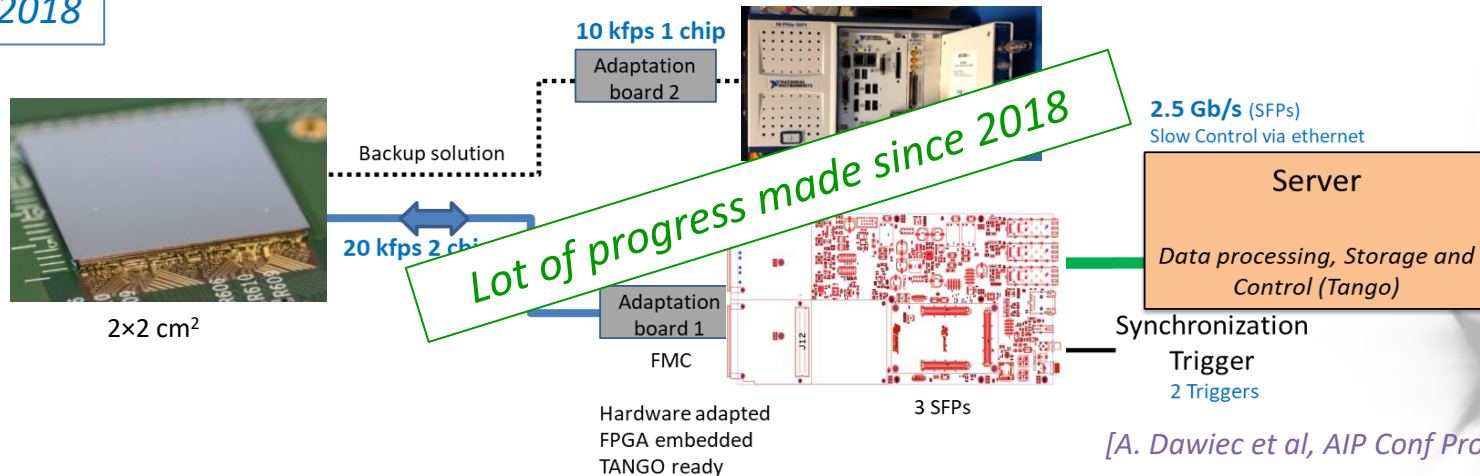 2018
10 kfps 1 chip
Adaptation
board 2
Backup solution
20 kfps 2
Lot of progress made since 2018
2.5 Gb/s (SFPs)
Slow Control via ethernet
Server
Data processing, Storage and
Control (Tango)
2×2 cm²
Adaptation
board 1
FMC
J12
3 SFPs
Synchronization
Trigger
2 Triggers
Hardware adapted
FPGA embedded
TANGO ready
[A. Dawiec et al, AIP Conf